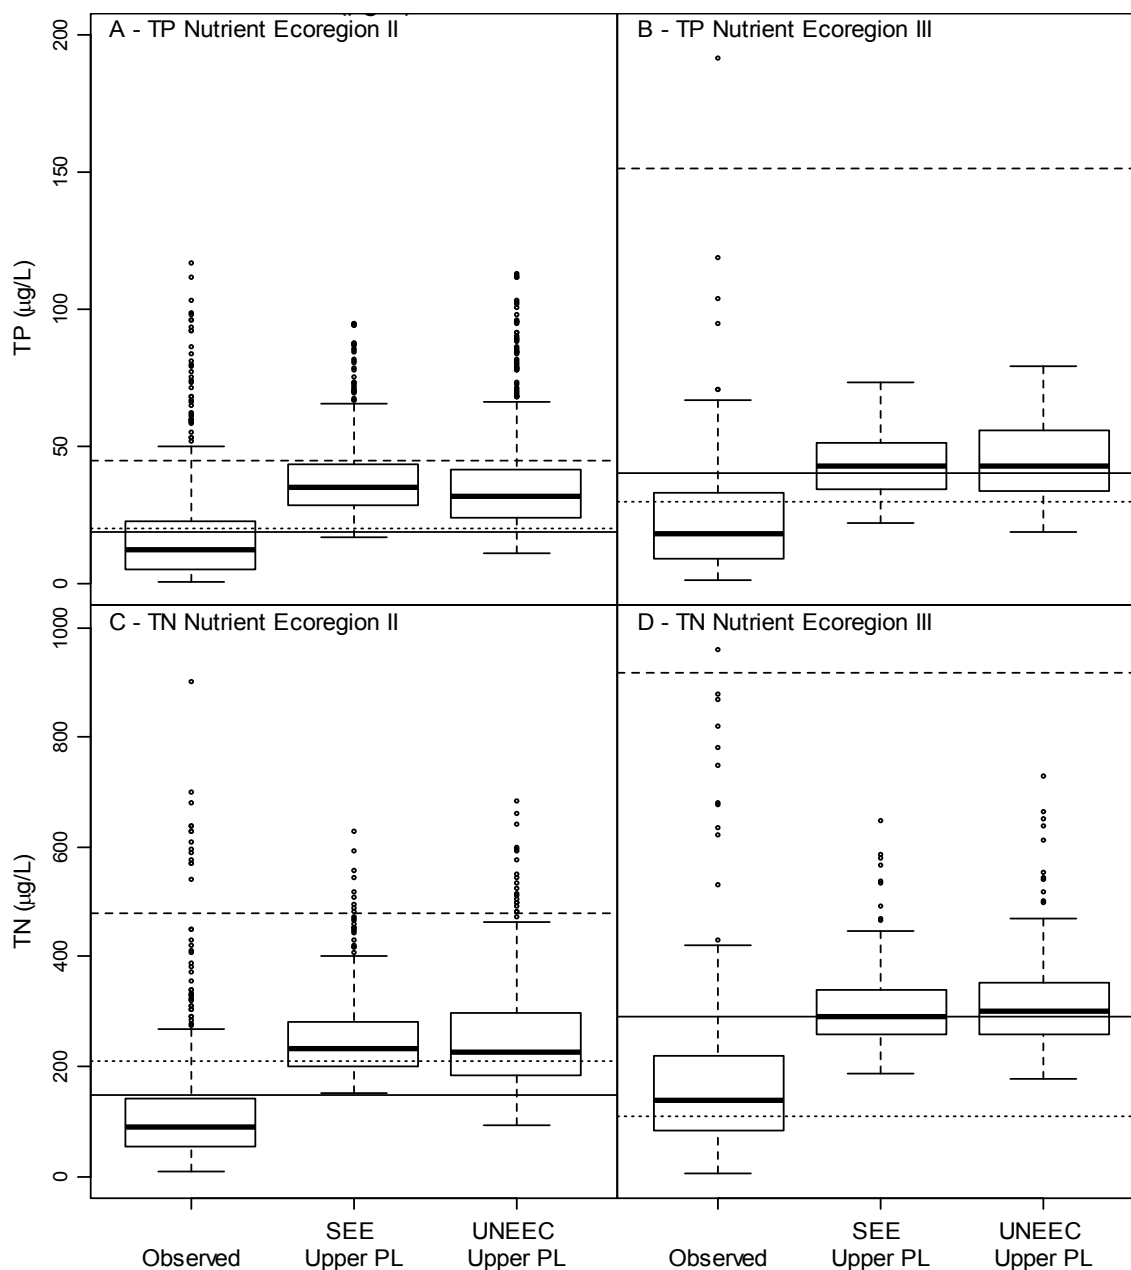 A - TP Nutrient Ecoregion II
B - TP Nutrient Ecoregion III
200
150
100
50
0
TP (µg/L)
C - TN Nutrient Ecoregion II
D - TN Nutrient Ecoregion III
1000
800
600
400
200
0
TN (µg/L)
Observed
SEE
Upper PL
UNEEC
Upper PL
Observed
SEE
Upper PL
UNEEC
Upper PL